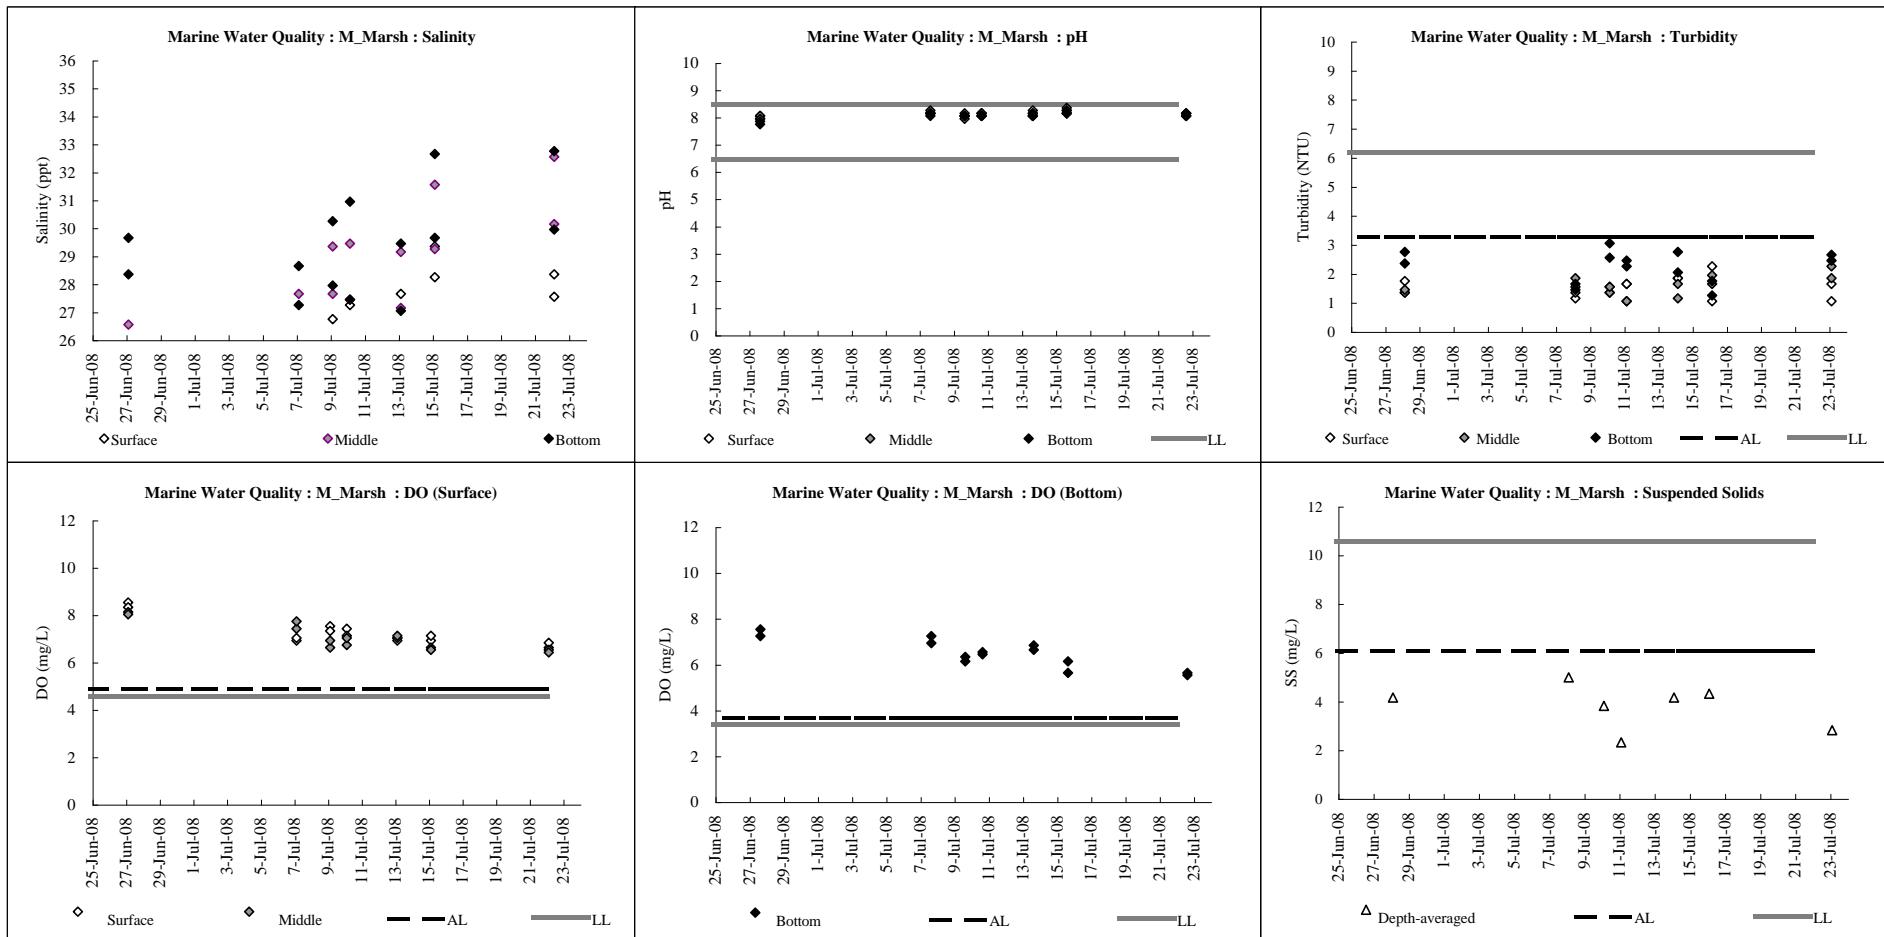 Marine Water Quality : M_Marsh : Salinity
36
35
34
33
32
31
30
29
28
27
26
Salinity (ppt)
25-Jun-08
27-Jun-08
29-Jun-08
1-Jul-08
3-Jul-08
5-Jul-08
7-Jul-08
9-Jul-08
11-Jul-08
13-Jul-08
15-Jul-08
17-Jul-08
19-Jul-08
21-Jul-08
23-Jul-08
Surface Middle Bottom
Marine Water Quality : M_Marsh : pH
10
9
8
7
6
5
4
3
2
1
0
pH
25-Jun-08
27-Jun-08
29-Jun-08
1-Jul-08
3-Jul-08
5-Jul-08
7-Jul-08
9-Jul-08
11-Jul-08
13-Jul-08
15-Jul-08
17-Jul-08
19-Jul-08
21-Jul-08
23-Jul-08
Surface Middle Bottom LL
Marine Water Quality : M_Marsh : Turbidity
10
9
8
7
6
5
4
3
2
1
0
Turbidity (NTU)
25-Jun-08
27-Jun-08
29-Jun-08
1-Jul-08
3-Jul-08
5-Jul-08
7-Jul-08
9-Jul-08
11-Jul-08
13-Jul-08
15-Jul-08
17-Jul-08
19-Jul-08
21-Jul-08
23-Jul-08
Surface Middle Bottom AL LL
Marine Water Quality : M_Marsh : DO (Surface)
12
10
8
6
4
2
0
DO (mg/L)
25-Jun-08
27-Jun-08
29-Jun-08
1-Jul-08
3-Jul-08
5-Jul-08
7-Jul-08
9-Jul-08
11-Jul-08
13-Jul-08
15-Jul-08
17-Jul-08
19-Jul-08
21-Jul-08
23-Jul-08
Surface Middle AL LL
Marine Water Quality : M_Marsh : DO (Bottom)
12
10
8
6
4
2
0
DO (mg/L)
25-Jun-08
27-Jun-08
29-Jun-08
1-Jul-08
3-Jul-08
5-Jul-08
7-Jul-08
9-Jul-08
11-Jul-08
13-Jul-08
15-Jul-08
17-Jul-08
19-Jul-08
21-Jul-08
23-Jul-08
Bottom AL LL
Marine Water Quality : M_Marsh : Suspended Solids
12
10
8
6
4
2
0
SS (mg/L)
25-Jun-08
27-Jun-08
29-Jun-08
1-Jul-08
3-Jul-08
5-Jul-08
7-Jul-08
9-Jul-08
11-Jul-08
13-Jul-08
15-Jul-08
17-Jul-08
19-Jul-08
21-Jul-08
23-Jul-08
Depth-averaged AL LL